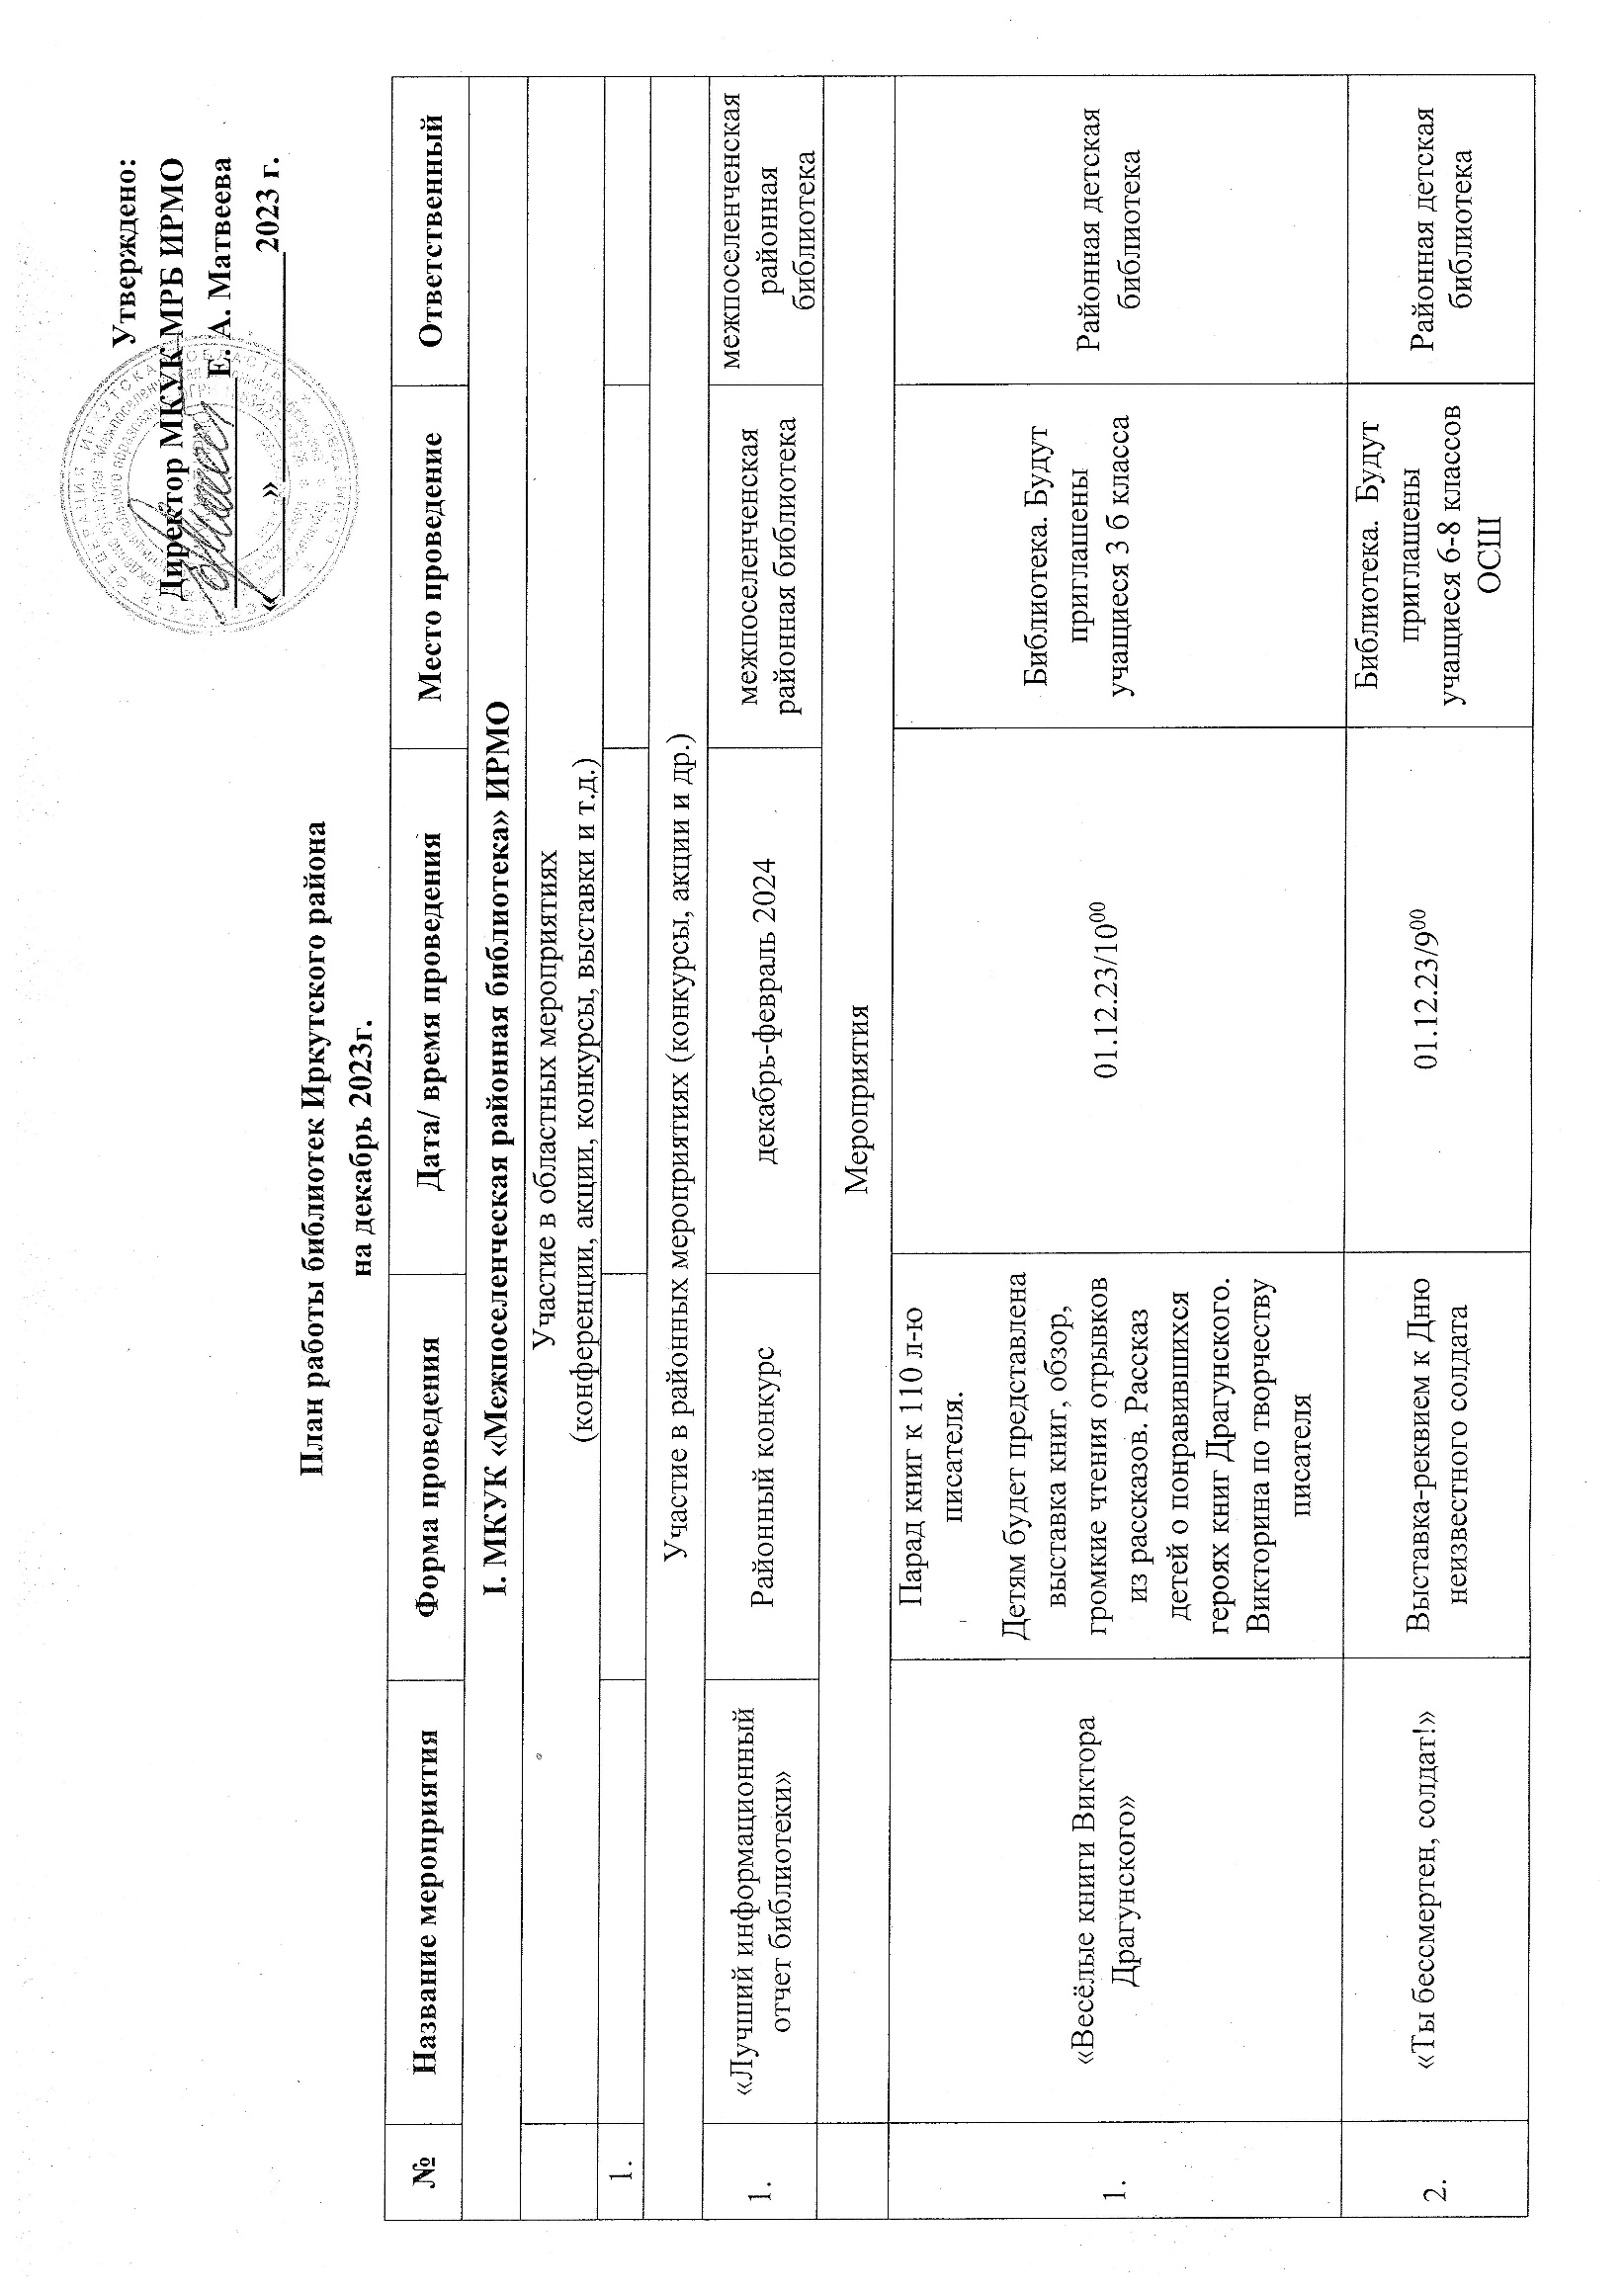 Утверждено:
Директор МКУК МРБ ИРМО
Е. А. Матвеева
«   »   2023 г.
План работы библиотек Иркутского района
на декабрь 2023г.
№ Название мероприятия Форма проведения Дата/ время проведения Место проведение Ответственный
I. МКУК «Межпоселенческая районная библиотека» ИРМО
Участие в областных мероприятиях
(конференции, акции, конкурсы, выставки и т.д.)
1.
Участие в районных мероприятиях (конкурсы, акции и др.)
1.
«Лучший информационный
отчет библиотеки»
Районный конкурс
декабрь-февраль 2024
межпоселенческая
районная библиотека
межпоселенческая
районная
библиотека
Мероприятия
1.
«Весёлые книги Виктора
Драгунского»
Парад книг к 110 л-ю
писателя.
Детям будет представлена
выставка книг, обзор,
громкие чтения отрывков
из рассказов. Рассказ
детей о понравившихся
героях книг Драгунского.
Викторина по творчеству
писателя
01.12.23/10⁰⁰
Библиотека. Будут
приглашены
учащиеся 3 б класса
Районная детская
библиотека
2.
«Ты бессмертен, солдат!»
Выставка-реквием к Дню
неизвестного солдата
01.12.23/9⁰⁰
Библиотека. Будут
приглашены
учащиеся 6-8 классов
ОСШ
Районная детская
библиотека